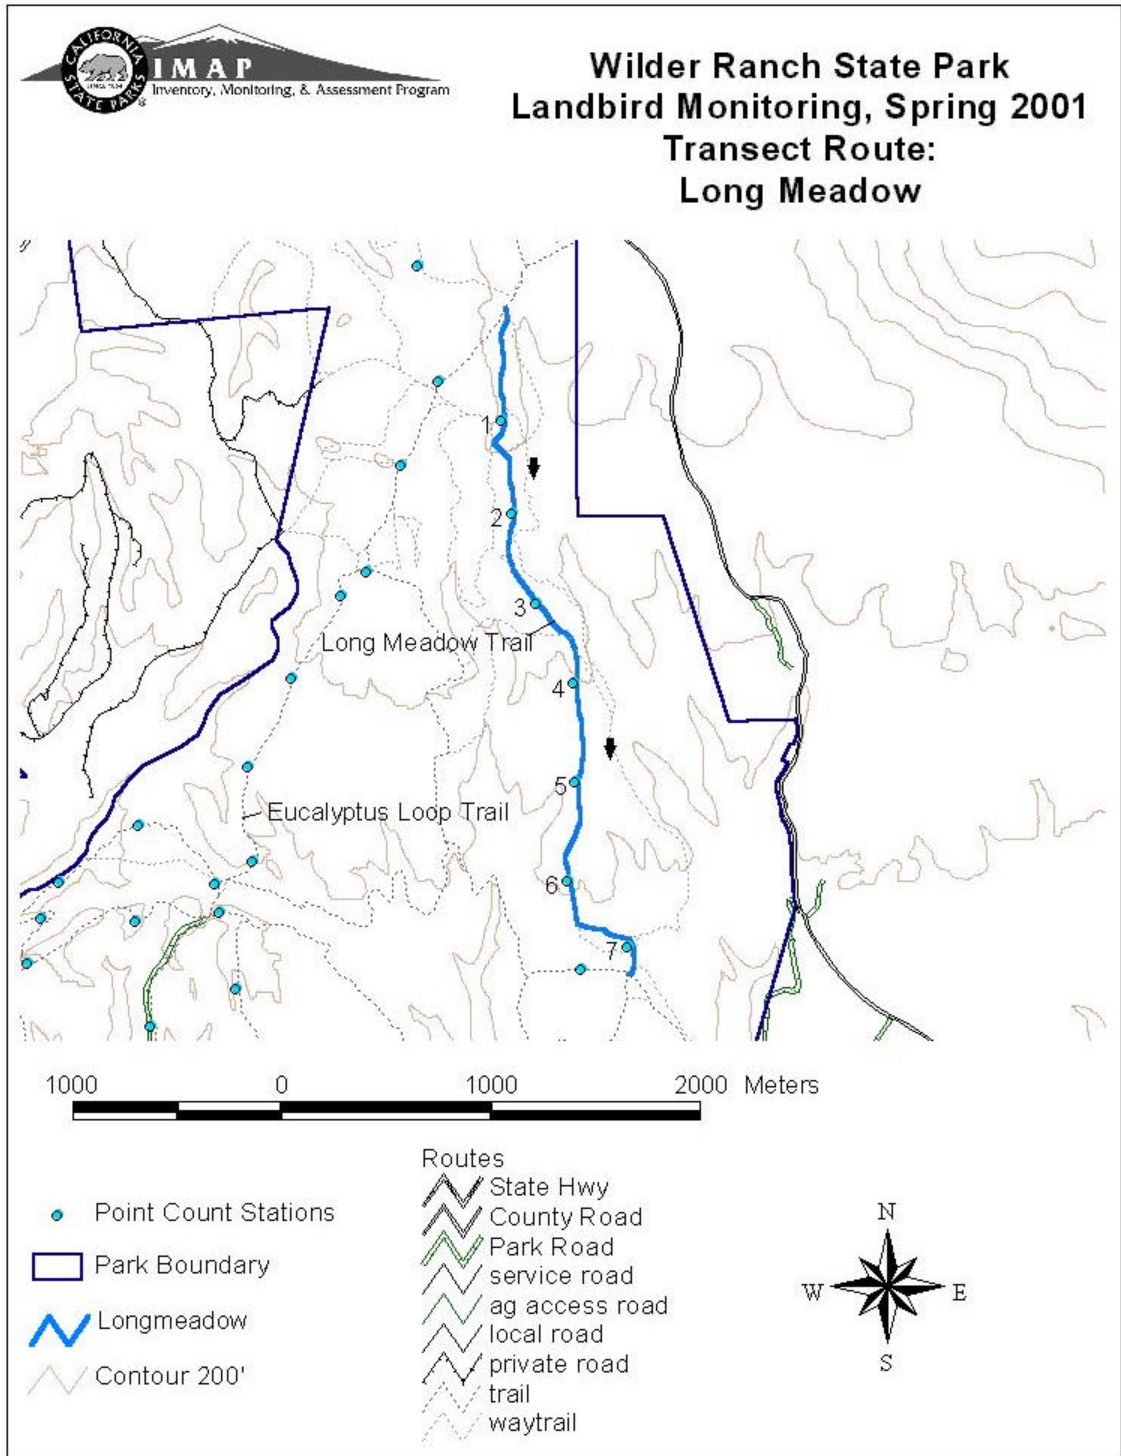 CALIFORNIA
STATE PARKS
®
IMAP
Inventory, Monitoring, & Assessment Program
Wilder Ranch State Park
Landbird Monitoring, Spring 2001
Transect Route:
Long Meadow
1
2
3
Long Meadow Trail
4
5
Eucalyptus Loop Trail
6
7
1000 0 1000 2000 Meters
Point Count Stations
Park Boundary
Longmeadow
Contour 200'
Routes
State Hwy
County Road
Park Road
service road
ag access road
local road
private road
trail
waytrail
N
W E
S